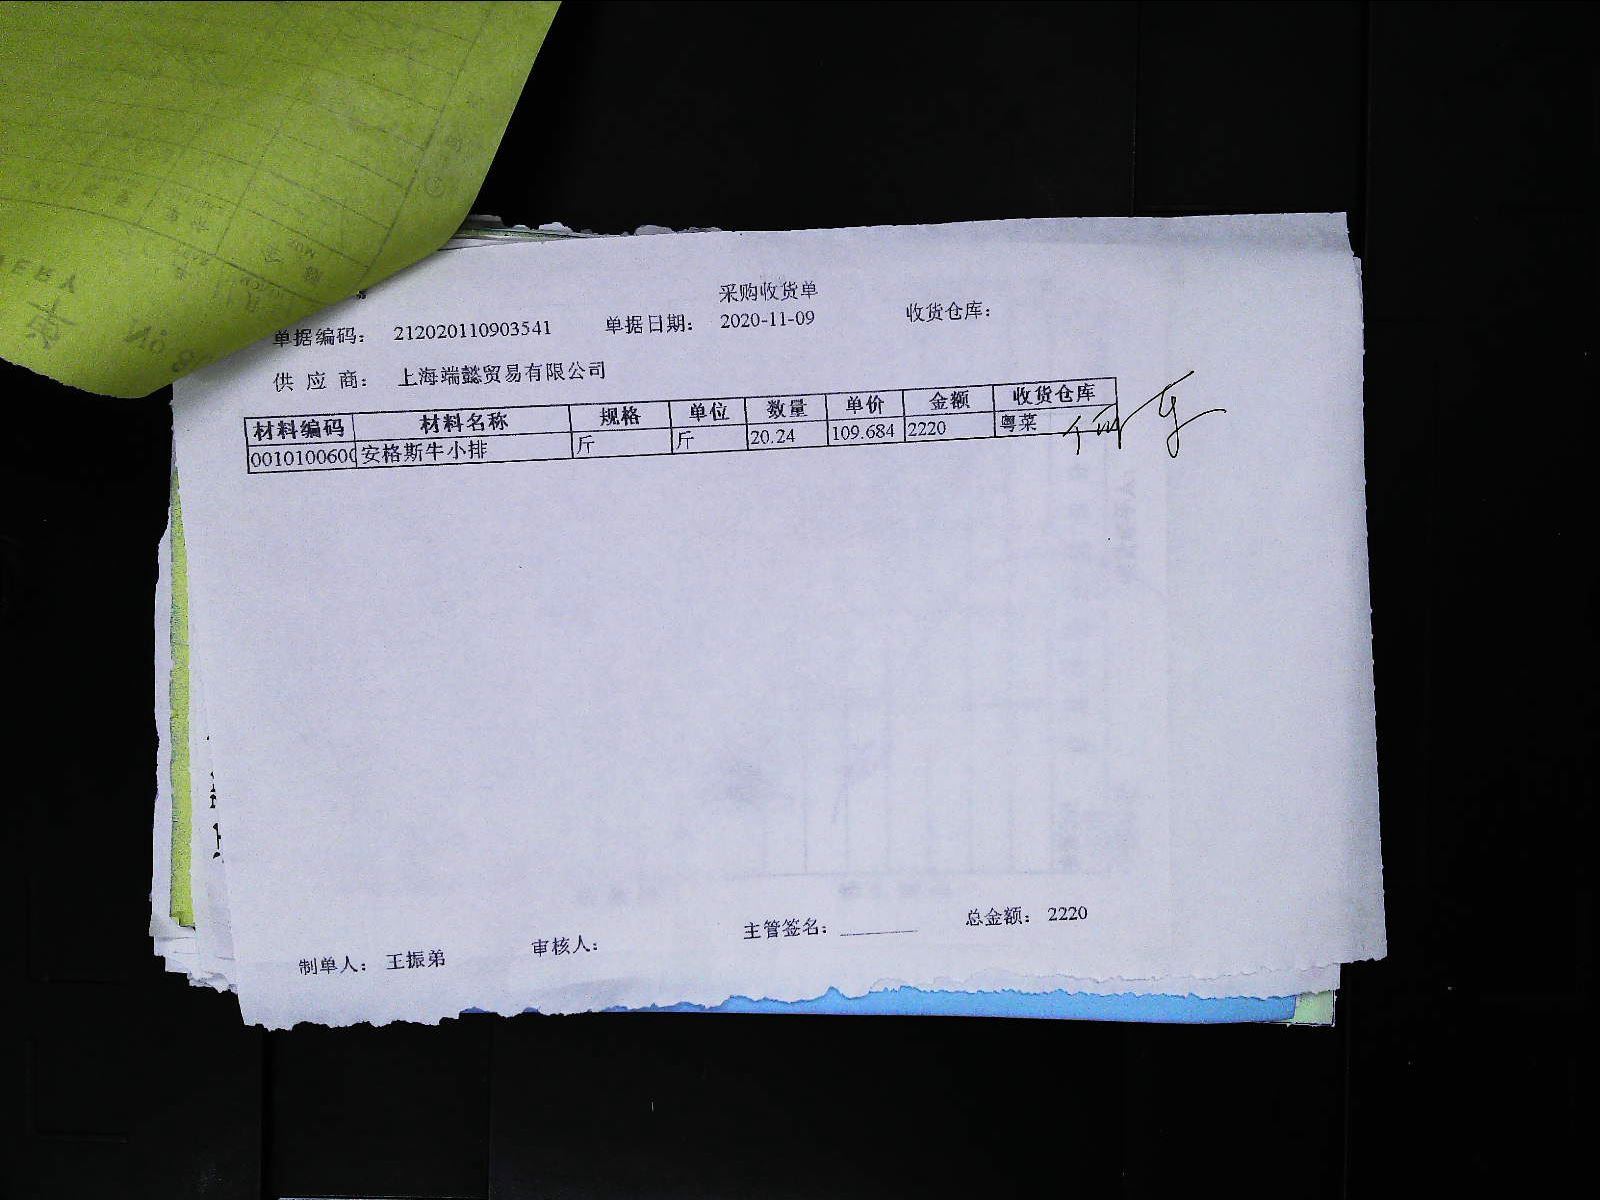 采购收货单
单据编码： 212020110903541 单据日期： 2020-11-09 收货仓库：
供 应 商： 上海端懿贸易有限公司
材料编码 材料名称 规格 单位 数量 单价 金额 收货仓库
0010100600 安格斯牛小排 斤 斤 20.24 109.684 2220 粤菜
制单人： 王振弟 审核人： 主管签名： 总金额： 2220